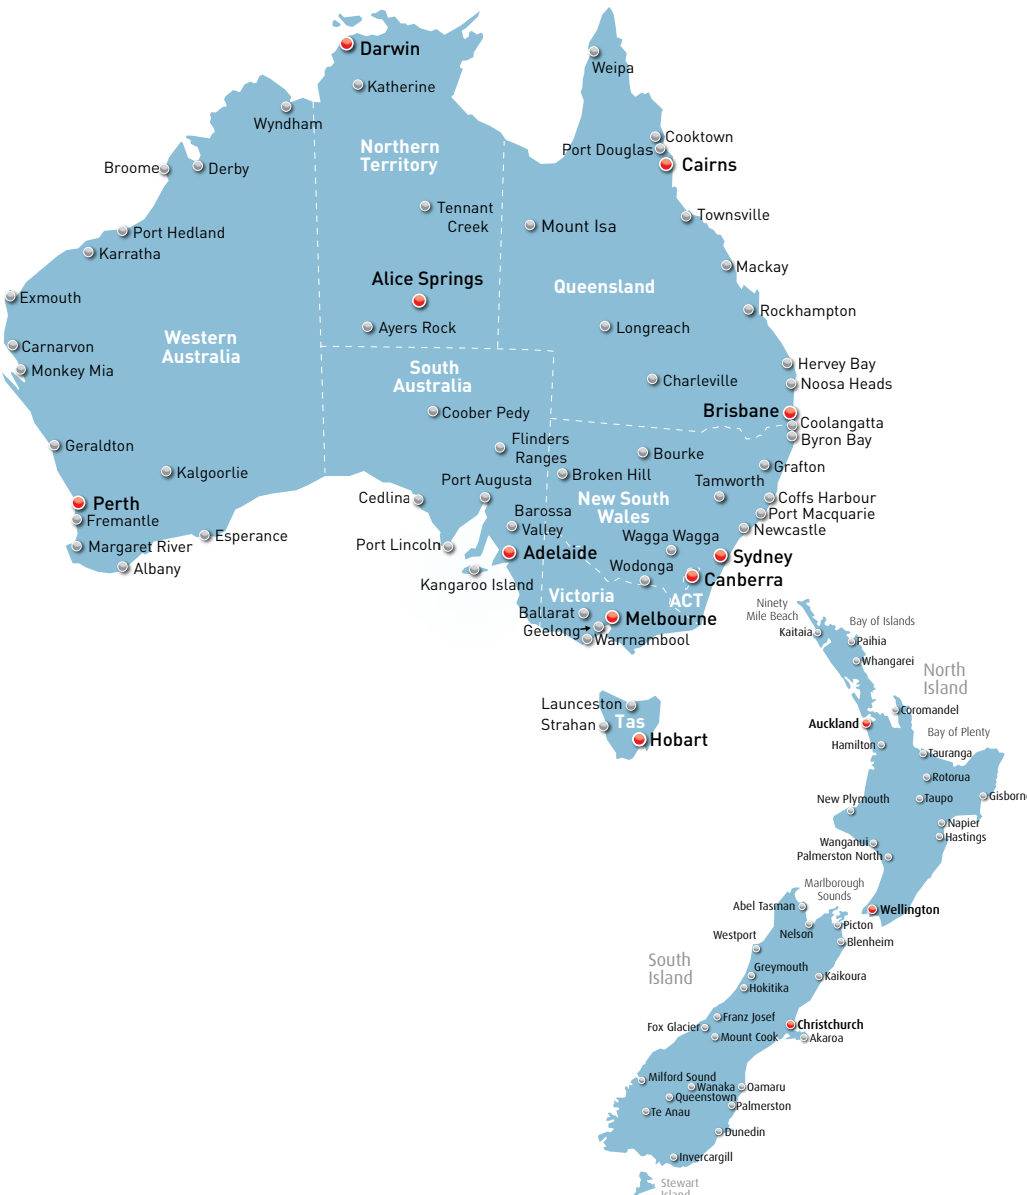 Darwin
Weipa
Katherine
Wyndham
Cooktown
Northern
Territory
Port Douglas
Cairns
Broome
Derby
Tennant
Creek
Townsville
Mount Isa
Port Hedland
Karratha
Mackay
Alice Springs
Queensland
Exmouth
Rockhampton
Ayers Rock
Longreach
Western
Australia
Carnarvon
Monkey Mia
South
Australia
Hervey Bay
Charleville
Noosa Heads
Coober Pedy
Brisbane
Coolangatta
Byron Bay
Geraldton
Flinders
Ranges
Bourke
Kalgoorlie
Broken Hill
Grafton
Port Augusta
Tamworth
Cedlina
New South
Wales
Coffs Harbour
Perth
Port Macquarie
Fremantle
Barossa
Valley
Newcastle
Esperance
Wagga Wagga
Margaret River
Port Lincoln
Adelaide
Sydney
Albany
Wodonga
Kangaroo Island
Canberra
Victoria
ACT
Ballarat
Melbourne
Geelong
Warrnambool
Launceston
Strahan
Tas
Hobart
Ninety
Mile Beach
Bay of Islands
Kaitaia
Paihia
Whangarei
North
Island
Coromandel
Auckland
Bay of Plenty
Hamilton
Tauranga
Rotorua
New Plymouth
Taupo
Gisborne
Napier
Hastings
Wanganui
Palmerston North
Marlborough
Sounds
Abel Tasman
Wellington
Nelson
Picton
Westport
Blenheim
South
Island
Greymouth
Kaikoura
Hokitika
Franz Josef
Fox Glacier
Christchurch
Mount Cook
Akaroa
Milford Sound
Wanaka
Oamaru
Queenstown
Palmerston
Te Anau
Dunedin
Invercargill
Stewart
Island